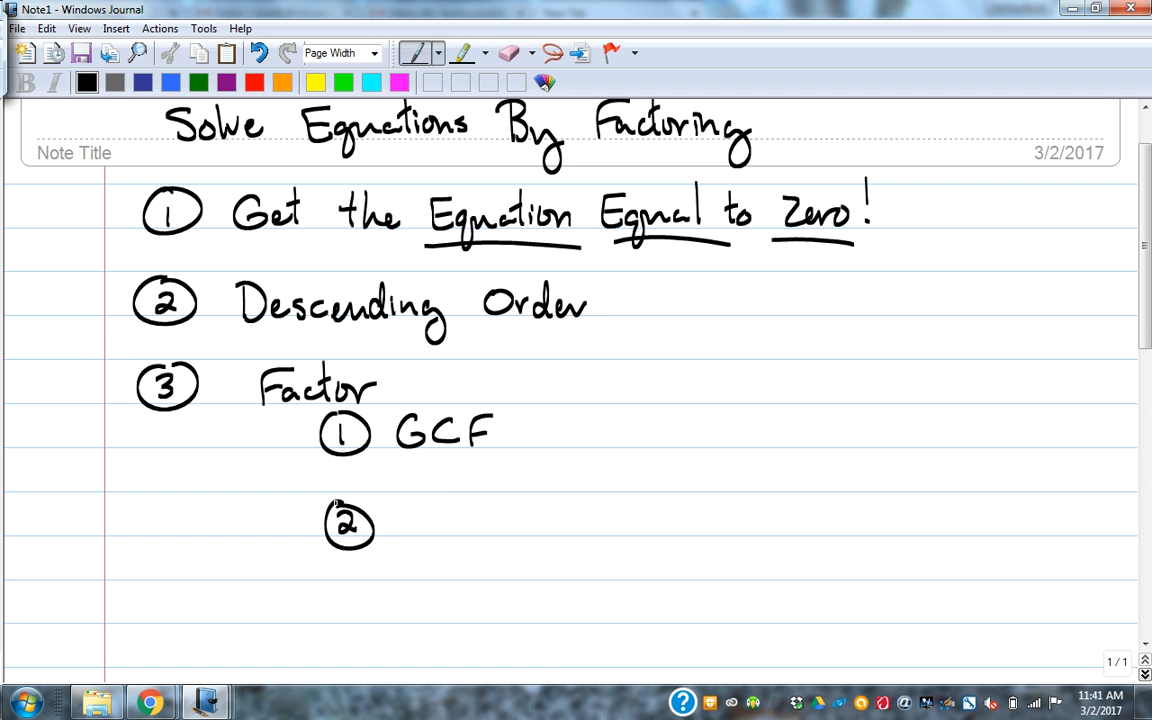 Note1 - Windows Journal
File Edit View Insert Actions Tools Help
Page Width
B I
Solve Equations By Factoring
Note Title 3/2/2017
1 Get the Equation Equal to Zero!
2 Descending Order
3 Factor
1 GCF
2
1 / 1
11:41 AM
3/2/2017